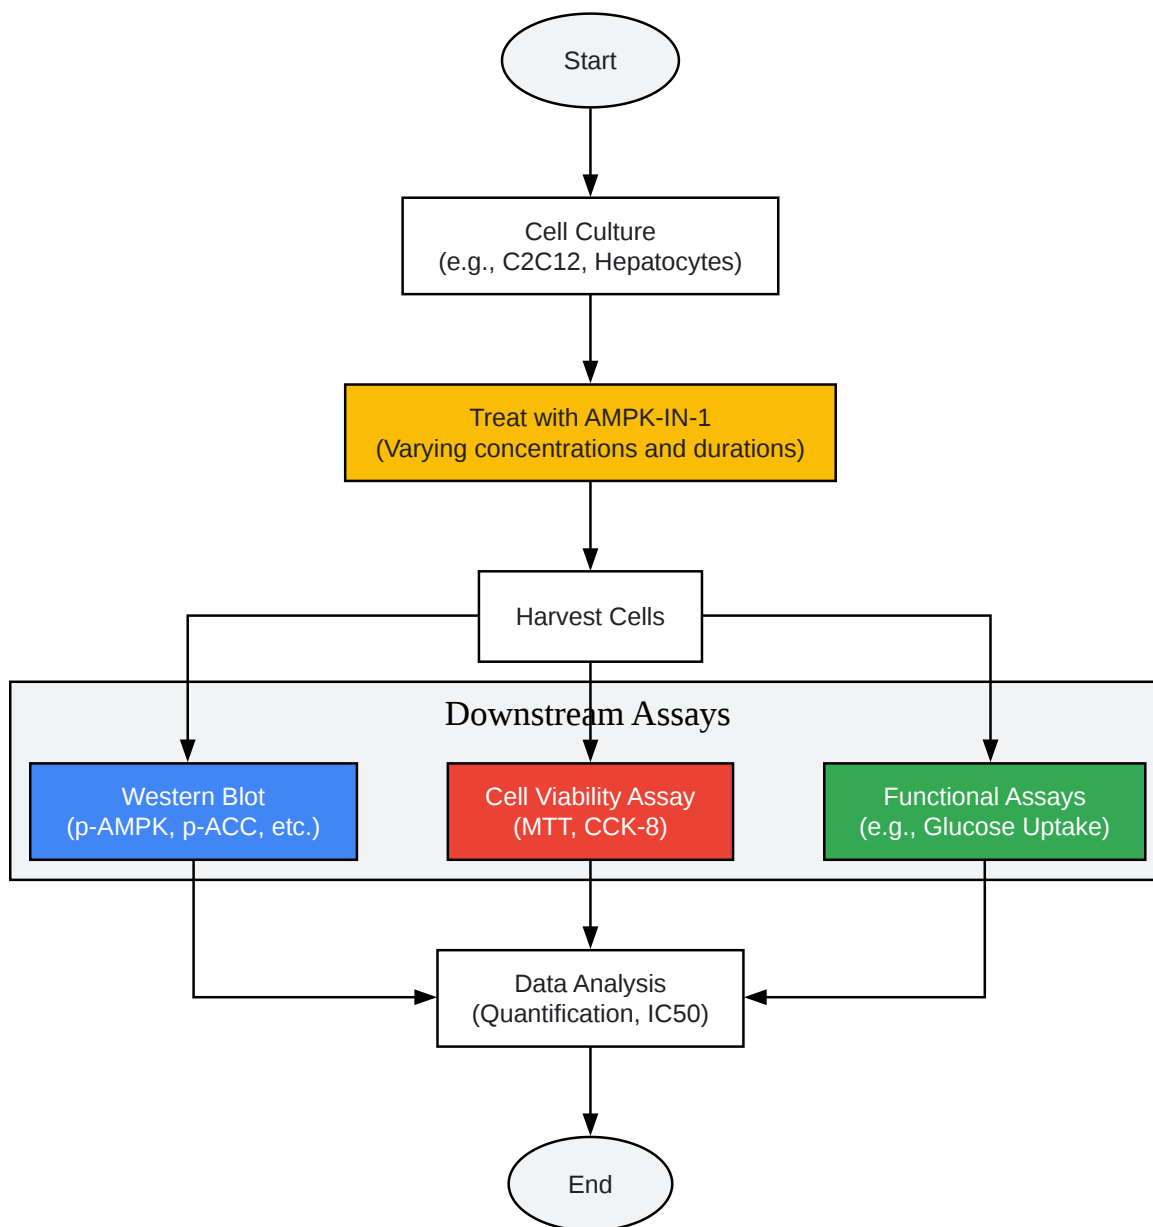 Start
Cell Culture
(e.g., C2C12, Hepatocytes)
Treat with AMPK-IN-1
(Varying concentrations and durations)
Harvest Cells
Downstream Assays
Western Blot
(p-AMPK, p-ACC, etc.)
Cell Viability Assay
(MTT, CCK-8)
Functional Assays
(e.g., Glucose Uptake)
Data Analysis
(Quantification, IC50)
End